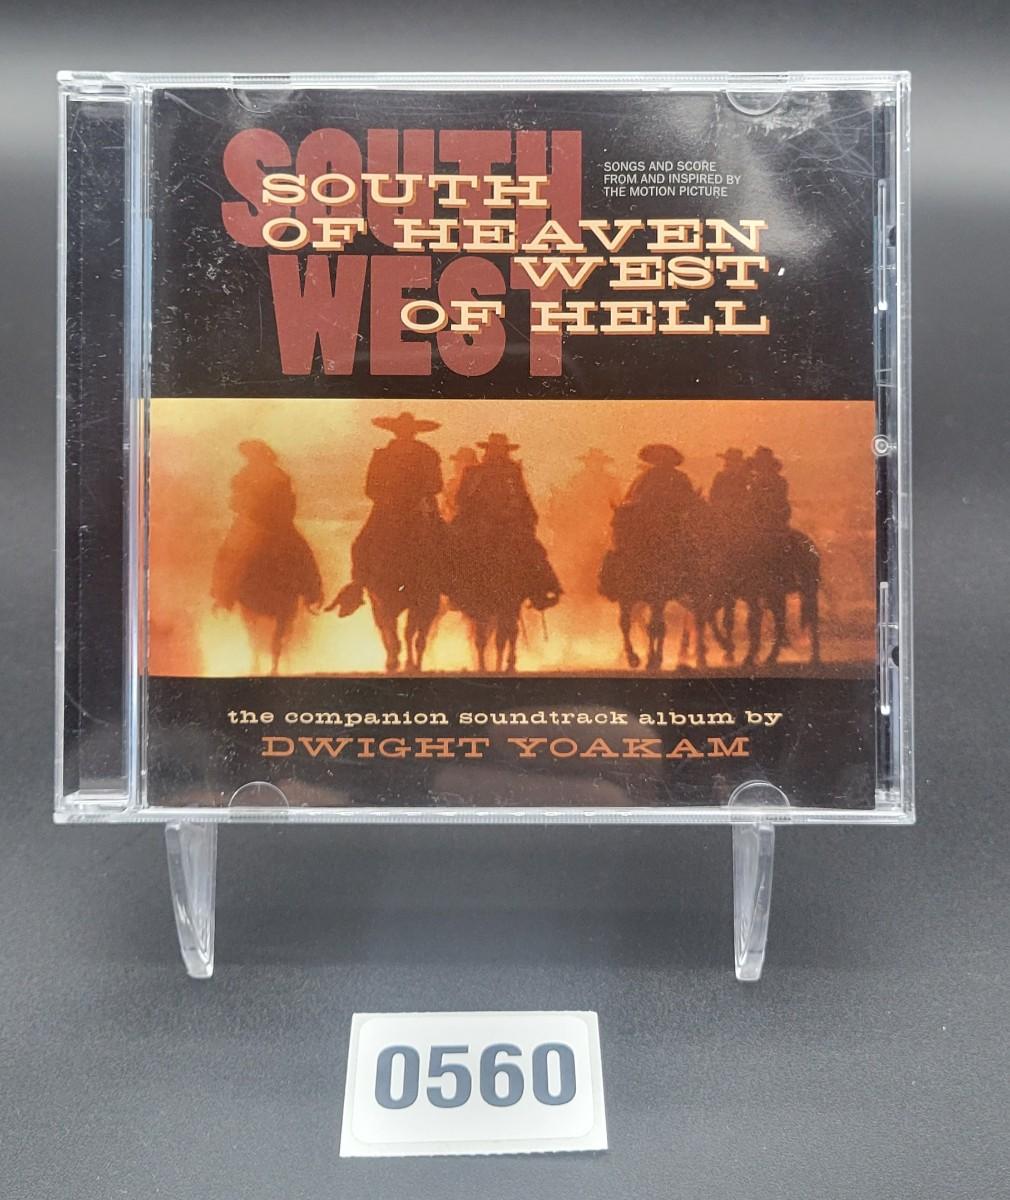 SOUTH
WEST
SOUTH
OF HEAVEN
WEST
OF HELL
SONGS AND SCORE
FROM AND INSPIRED BY
THE MOTION PICTURE
the companion soundtrack album by
DWIGHT YOAKAM
0560